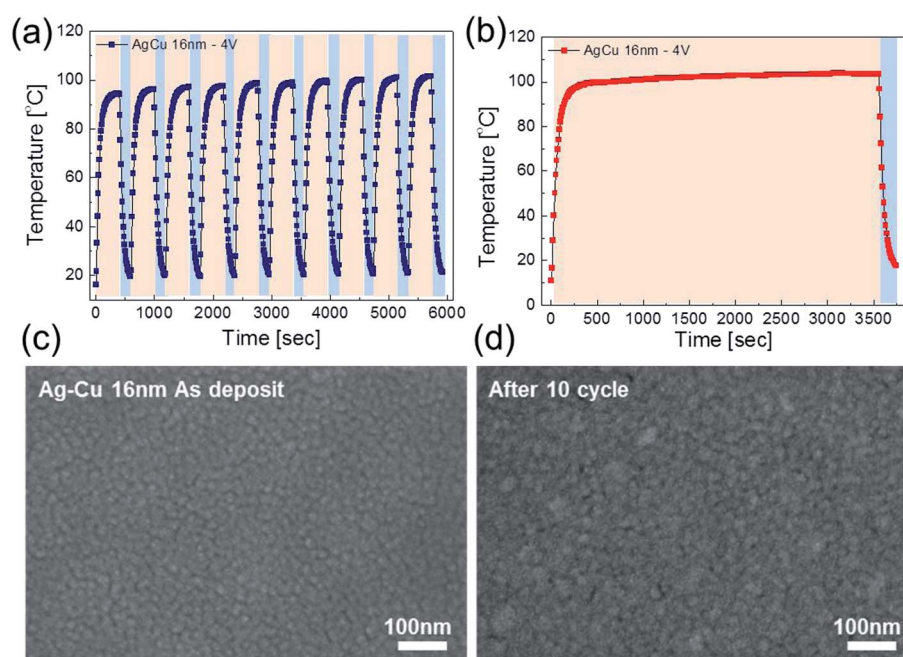 (a)
AgCu 16nm - 4V
120
100
80
60
40
20
0 1000 2000 3000 4000 5000 6000
Time [sec]
Temperature [°C]
(b)
AgCu 16nm - 4V
120
100
80
60
40
20
0
0 500 1000 1500 2000 2500 3000 3500
Time [sec]
Temperature [°C]
(c)
Ag-Cu 16nm As deposit
100nm
(d)
After 10 cycle
100nm